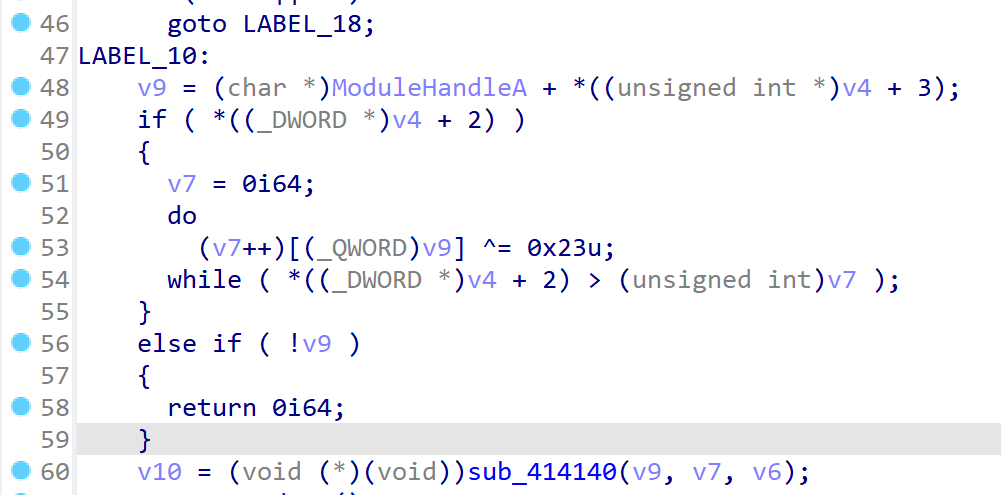 46 goto LABEL_18;
47 LABEL_10:
48 v9 = (char *)ModuleHandleA + *((unsigned int *)v4 + 3);
49 if ( *((_DWORD *)v4 + 2) )
50 {
51 v7 = 0i64;
52 do
53 (v7++)[(_QWORD)v9] ^= 0x23u;
54 while ( *((_DWORD *)v4 + 2) > (unsigned int)v7 );
55 }
56 else if ( !v9 )
57 {
58 return 0i64;
59 }
60 v10 = (void (*)(void))sub_414140(v9, v7, v6);